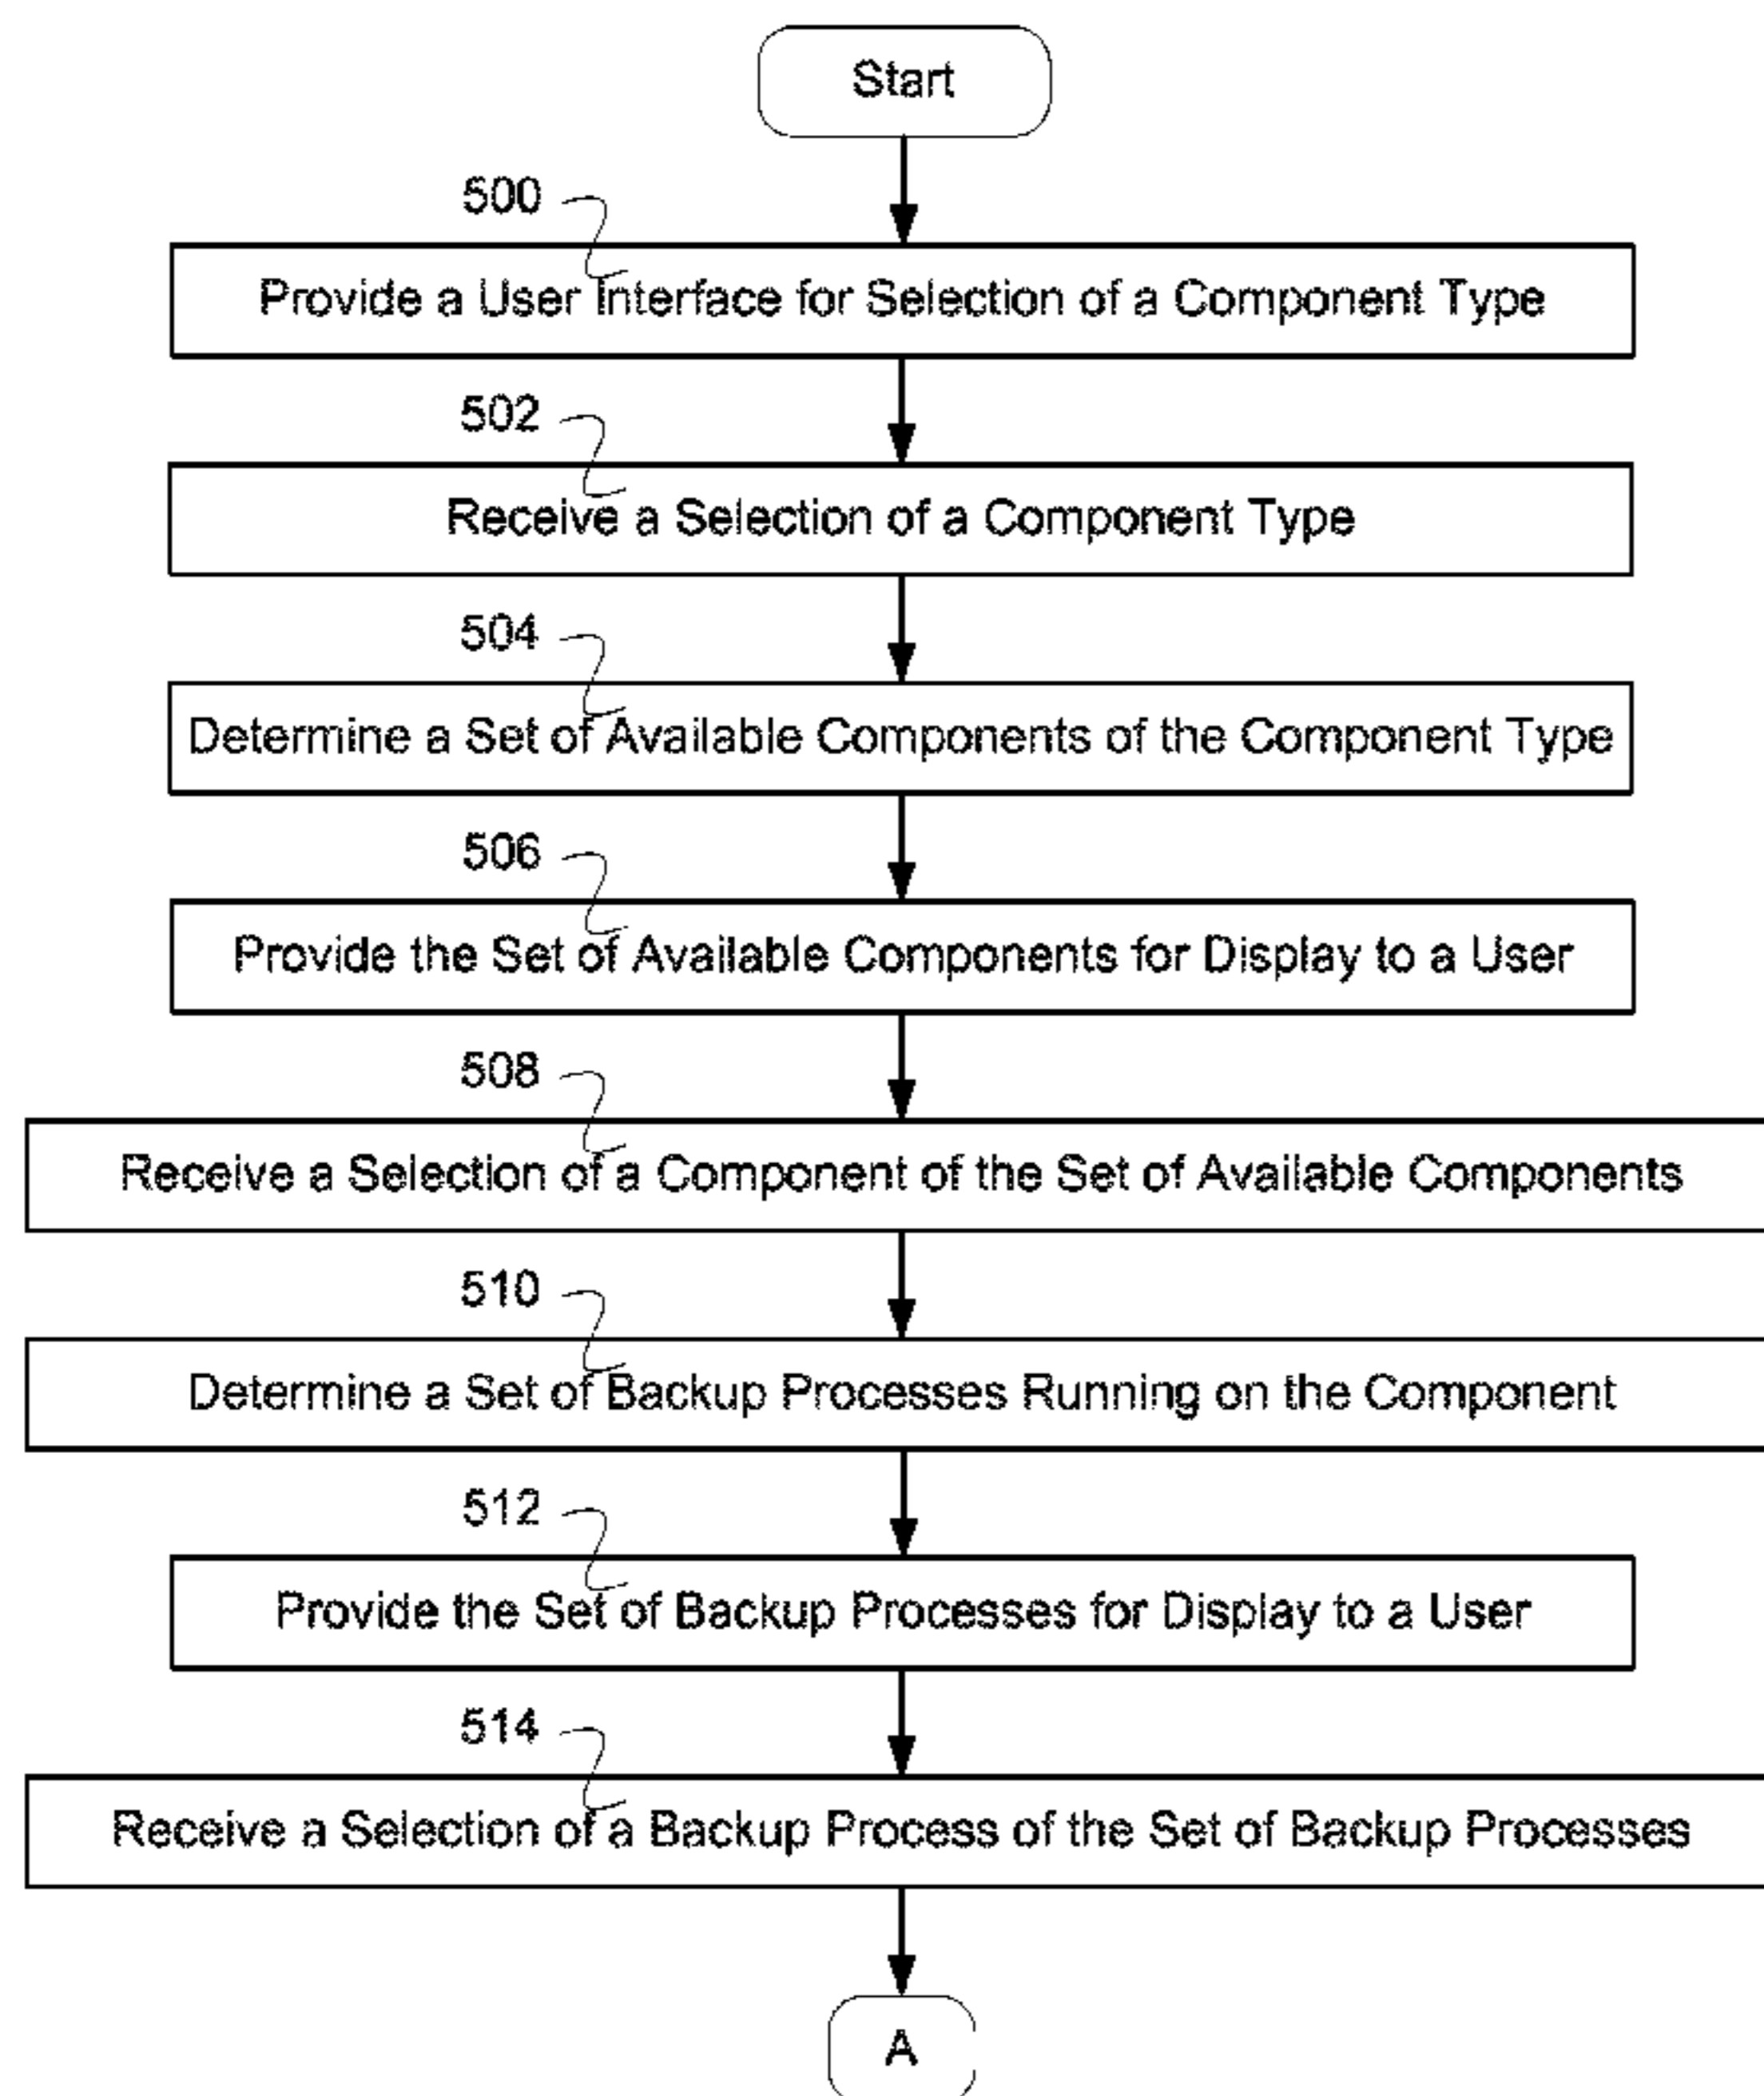 Start
500
Provide a User Interface for Selection of a Component Type
502
Receive a Selection of a Component Type
504
Determine a Set of Available Components of the Component Type
506
Provide the Set of Available Components for Display to a User
508
Receive a Selection of a Component of the Set of Available Components
510
Determine a Set of Backup Processes Running on the Component
512
Provide the Set of Backup Processes for Display to a User
514
Receive a Selection of a Backup Process of the Set of Backup Processes
A